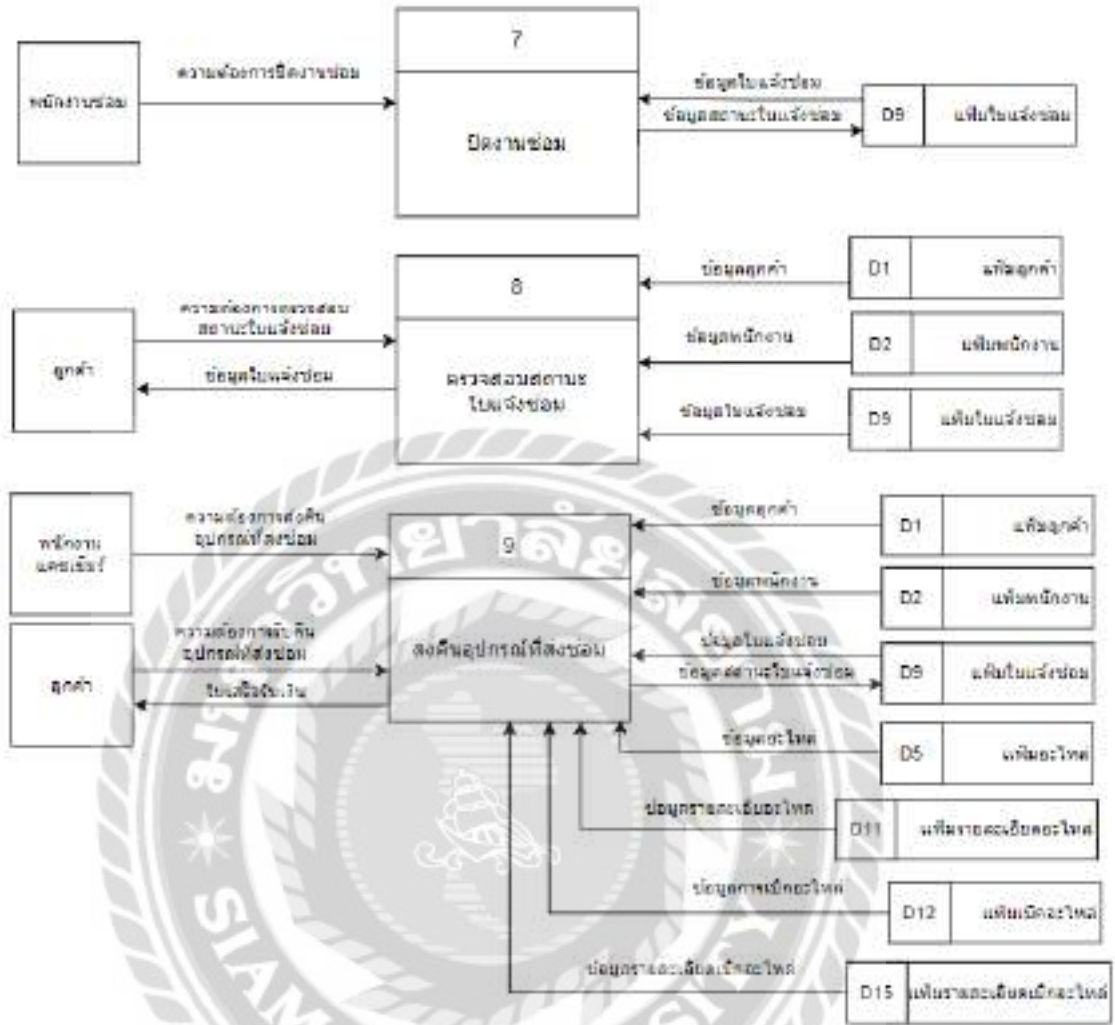 7
ความต้องการปิดงานซ่อม
พนักงานซ่อม
ปิดงานซ่อม
ข้อมูลใบแจ้งซ่อม
ข้อมูลสถานะใบแจ้งซ่อม
D9
แฟ้มใบแจ้งซ่อม
8
ความต้องการตรวจสอบ
สถานะใบแจ้งซ่อม
ลูกค้า
ข้อมูลใบแจ้งซ่อม
ตรวจสอบสถานะ
ใบแจ้งซ่อม
ข้อมูลลูกค้า
D1
แฟ้มลูกค้า
ข้อมูลพนักงาน
D2
แฟ้มพนักงาน
ข้อมูลใบแจ้งซ่อม
D9
แฟ้มใบแจ้งซ่อม
9
ความต้องการส่งคืน
อุปกรณ์ที่ส่งซ่อม
พนักงาน
แคชเชียร์
ความต้องการรับคืน
อุปกรณ์ที่ส่งซ่อม
ลูกค้า
ใบเสร็จรับเงิน
ส่งคืนอุปกรณ์ที่ส่งซ่อม
ข้อมูลลูกค้า
D1
แฟ้มลูกค้า
ข้อมูลพนักงาน
D2
แฟ้มพนักงาน
ข้อมูลใบแจ้งซ่อม
ข้อมูลสถานะใบแจ้งซ่อม
D9
แฟ้มใบแจ้งซ่อม
ข้อมูลอะไหล่
D5
แฟ้มอะไหล่
ข้อมูลรายละเอียดอะไหล่
D11
แฟ้มรายละเอียดอะไหล่
ข้อมูลการเบิกอะไหล่
D12
แฟ้มเบิกอะไหล่
ข้อมูลรายละเอียดเบิกอะไหล่
D15
แฟ้มรายละเอียดเบิกอะไหล่
มหาวิทยาลัยสยาม
SIAM